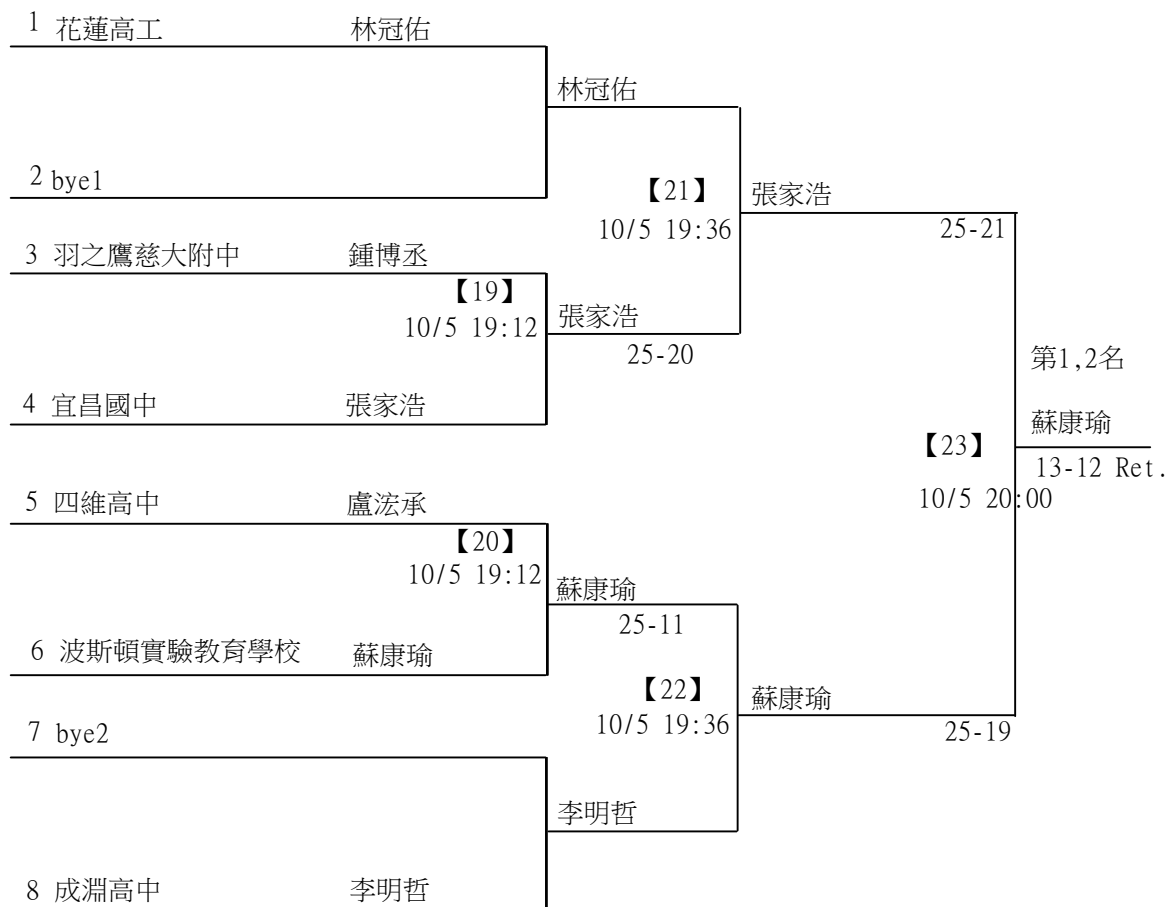 1 花蓮高工 林冠佑
林冠佑
2 bye1
【21】
張家浩
10/5 19:36
25-21
3 羽之鷹慈大附中 鍾博丞
【19】
10/5 19:12
張家浩
25-20
第1,2名
4 宜昌國中 張家浩
蘇康瑜
【23】
13-12 Ret.
10/5 20:00
5 四維高中 盧浤承
【20】
10/5 19:12
蘇康瑜
25-11
6 波斯頓實驗教育學校 蘇康瑜
【22】
蘇康瑜
10/5 19:36
25-19
7 bye2
李明哲
8 成淵高中 李明哲